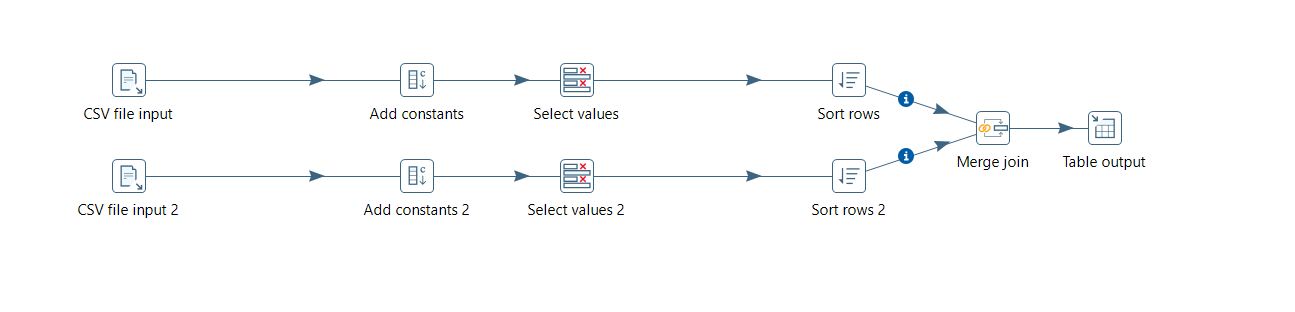 CSV file input
Add constants
Select values
Sort rows
Merge join
Table output
CSV file input 2
Add constants 2
Select values 2
Sort rows 2